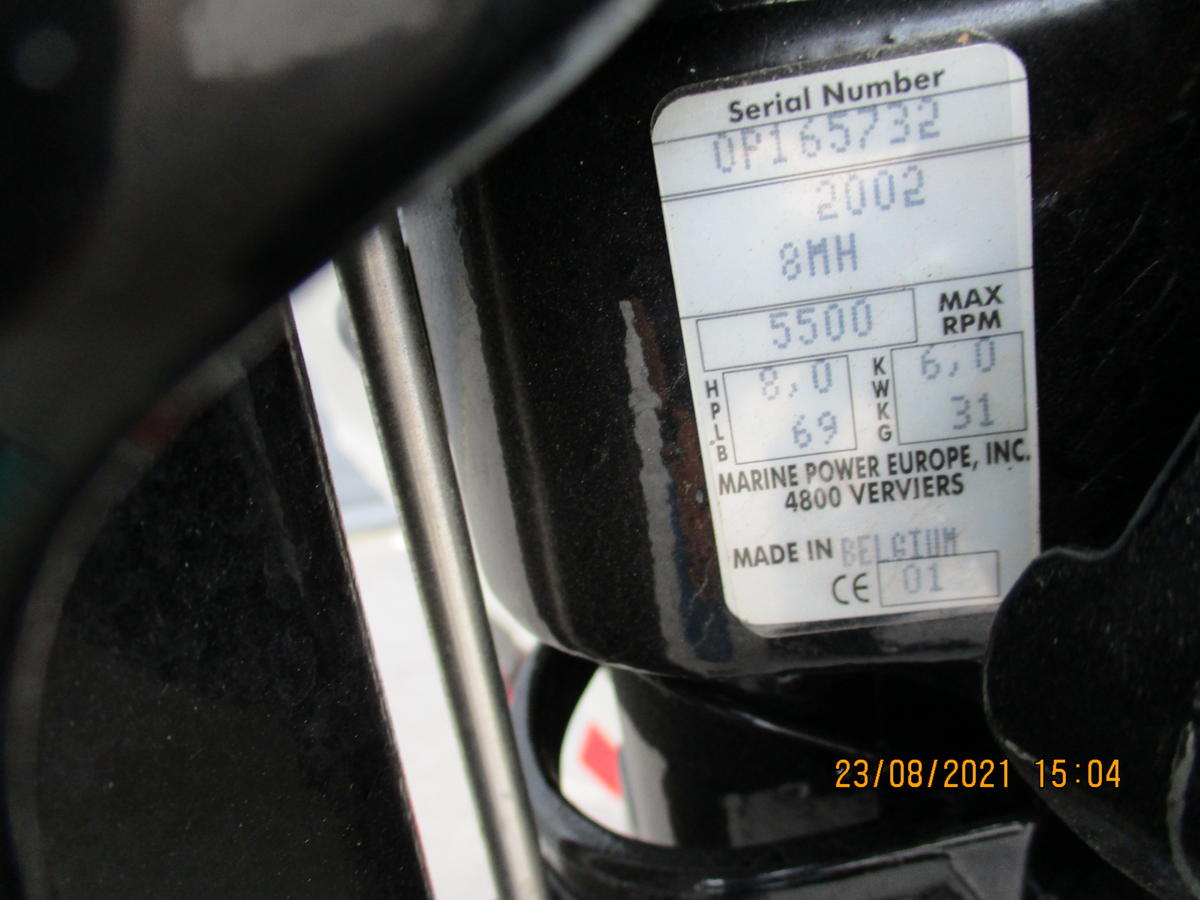 Serial Number
0P165732
2002
8MH
5500
MAX
RPM
HP
8,0
KW
6,0
LB
69
KG
31
MARINE POWER EUROPE, INC.
4800 VERVIERS
MADE IN BELGIUM
CE 01
23/08/2021 15:04